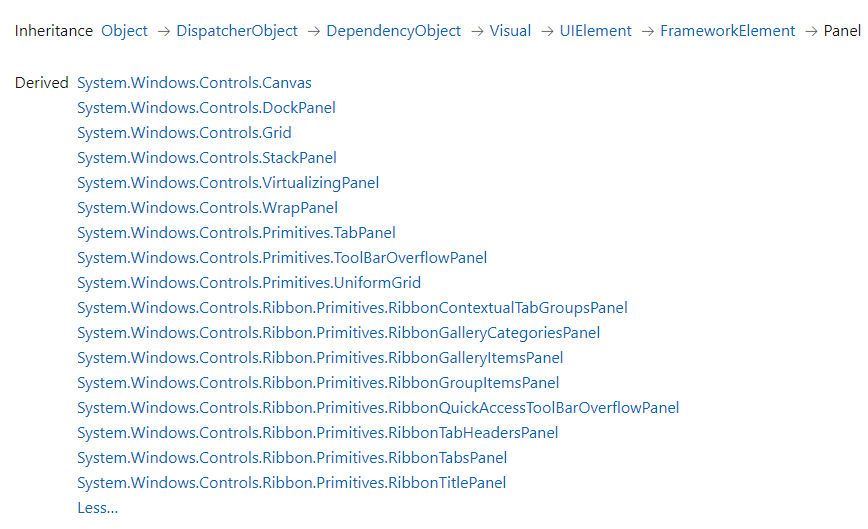 Inheritance Object → DispatcherObject → DependencyObject → Visual → UIElement → FrameworkElement → Panel
Derived System.Windows.Controls.Canvas
System.Windows.Controls.DockPanel
System.Windows.Controls.Grid
System.Windows.Controls.StackPanel
System.Windows.Controls.VirtualizingPanel
System.Windows.Controls.WrapPanel
System.Windows.Controls.Primitives.TabPanel
System.Windows.Controls.Primitives.ToolBarOverflowPanel
System.Windows.Controls.Primitives.UniformGrid
System.Windows.Controls.Ribbon.Primitives.RibbonContextualTabGroupsPanel
System.Windows.Controls.Ribbon.Primitives.RibbonGalleryCategoriesPanel
System.Windows.Controls.Ribbon.Primitives.RibbonGalleryItemsPanel
System.Windows.Controls.Ribbon.Primitives.RibbonGroupItemsPanel
System.Windows.Controls.Ribbon.Primitives.RibbonQuickAccessToolBarOverflowPanel
System.Windows.Controls.Ribbon.Primitives.RibbonTabHeadersPanel
System.Windows.Controls.Ribbon.Primitives.RibbonTabsPanel
System.Windows.Controls.Ribbon.Primitives.RibbonTitlePanel
Less...